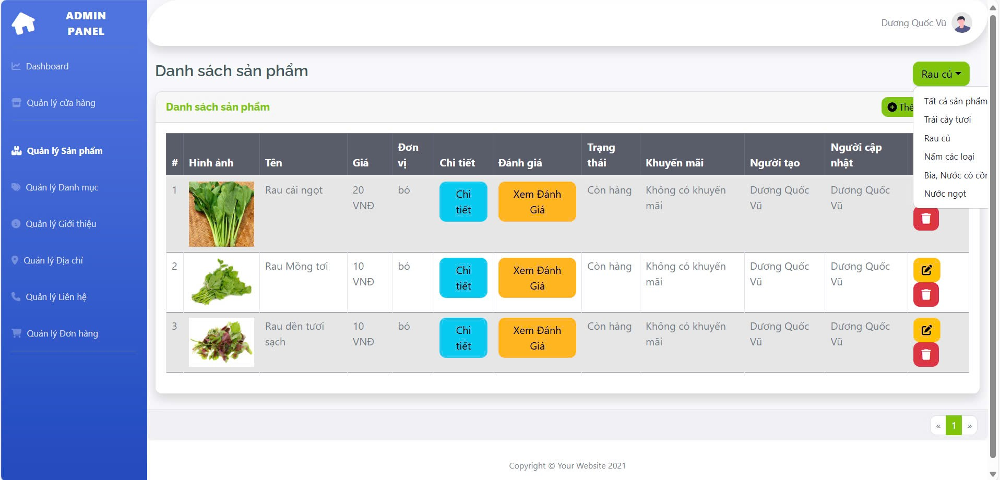 ADMIN
PANEL
Dashboard
Quản lý cửa hàng
Quản lý Sản phẩm
Quản lý Danh mục
Quản lý Giới thiệu
Quản lý Địa chỉ
Quản lý Liên hệ
Quản lý Đơn hàng
Dương Quốc Vũ
Danh sách sản phẩm
Rau củ
Tất cả sản phẩm
Trái cây tươi
Rau củ
Nấm các loại
Bia, Nước có cồn
Nước ngọt
Danh sách sản phẩm
# Hình ảnh Tên Giá Đơn vị Chi tiết Đánh giá Trạng thái Khuyến mãi Người tạo Người cập nhật
1 Rau cải ngọt 20 VNĐ bó Chi tiết Xem Đánh Giá Còn hàng Không có khuyến mãi Dương Quốc Vũ Dương Quốc Vũ
2 Rau Mồng tơi 10 VNĐ bó Chi tiết Xem Đánh Giá Còn hàng Không có khuyến mãi Dương Quốc Vũ Dương Quốc Vũ
3 Rau dền tươi sạch 10 VNĐ bó Chi tiết Xem Đánh Giá Còn hàng Không có khuyến mãi Dương Quốc Vũ Dương Quốc Vũ
« 1 »
Copyright © Your Website 2021